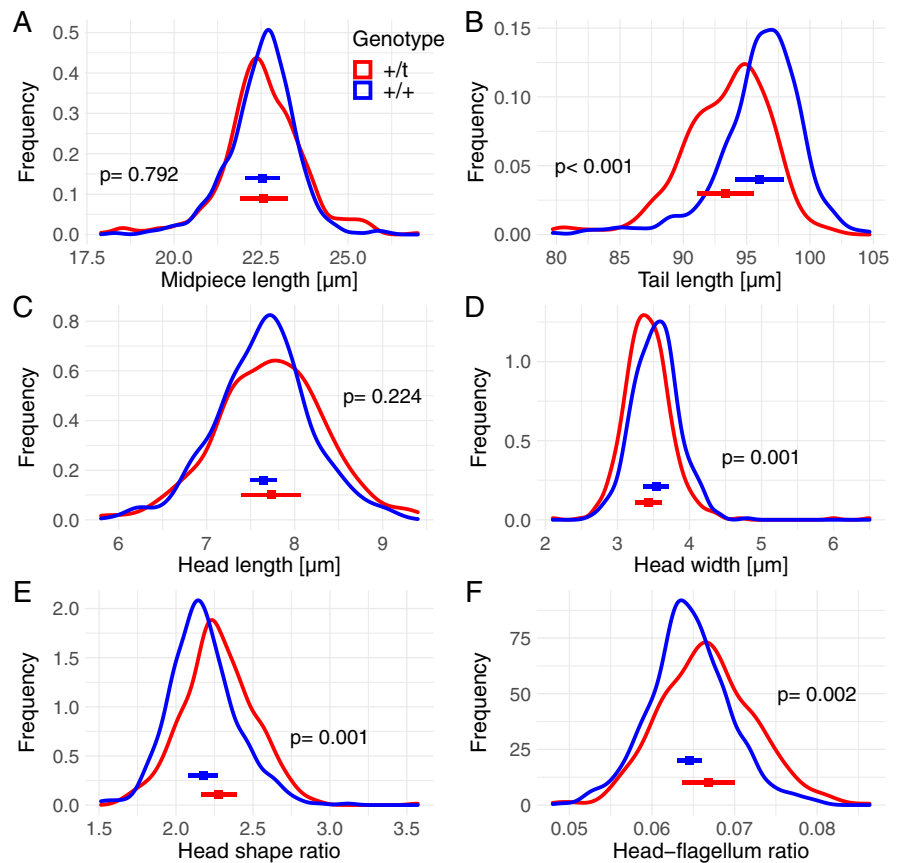 A
Frequency
0.5
0.4
0.3
0.2
0.1
0.0
p= 0.792
Genotype
+/t
+/+
17.5 20.0 22.5 25.0
Midpiece length [µm]
B
Frequency
0.15
0.10
0.05
0.00
p< 0.001
80 85 90 95 100 105
Tail length [µm]
C
Frequency
0.8
0.6
0.4
0.2
0.0
p= 0.224
6 7 8 9
Head length [µm]
D
Frequency
1.0
0.5
0.0
p= 0.001
2 3 4 5 6
Head width [µm]
E
Frequency
2.0
1.5
1.0
0.5
0.0
p= 0.001
1.5 2.0 2.5 3.0 3.5
Head shape ratio
F
Frequency
75
50
25
0
p= 0.002
0.05 0.06 0.07 0.08
Head−flagellum ratio